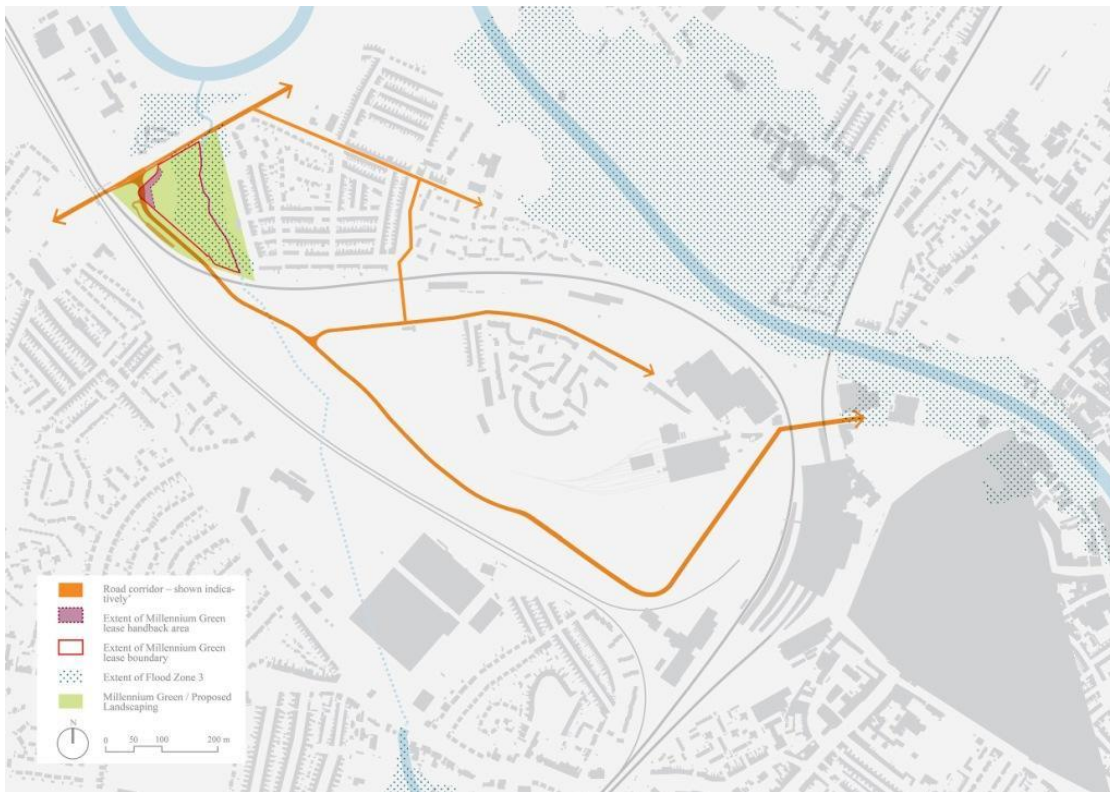 Road corridor – shown indica-
tively’
Extent of Millennium Green
lease handback area
Extent of Millennium Green
lease boundary
Extent of Flood Zone 3
Millennium Green / Proposed
Landscaping
N
0 50 100 200 m